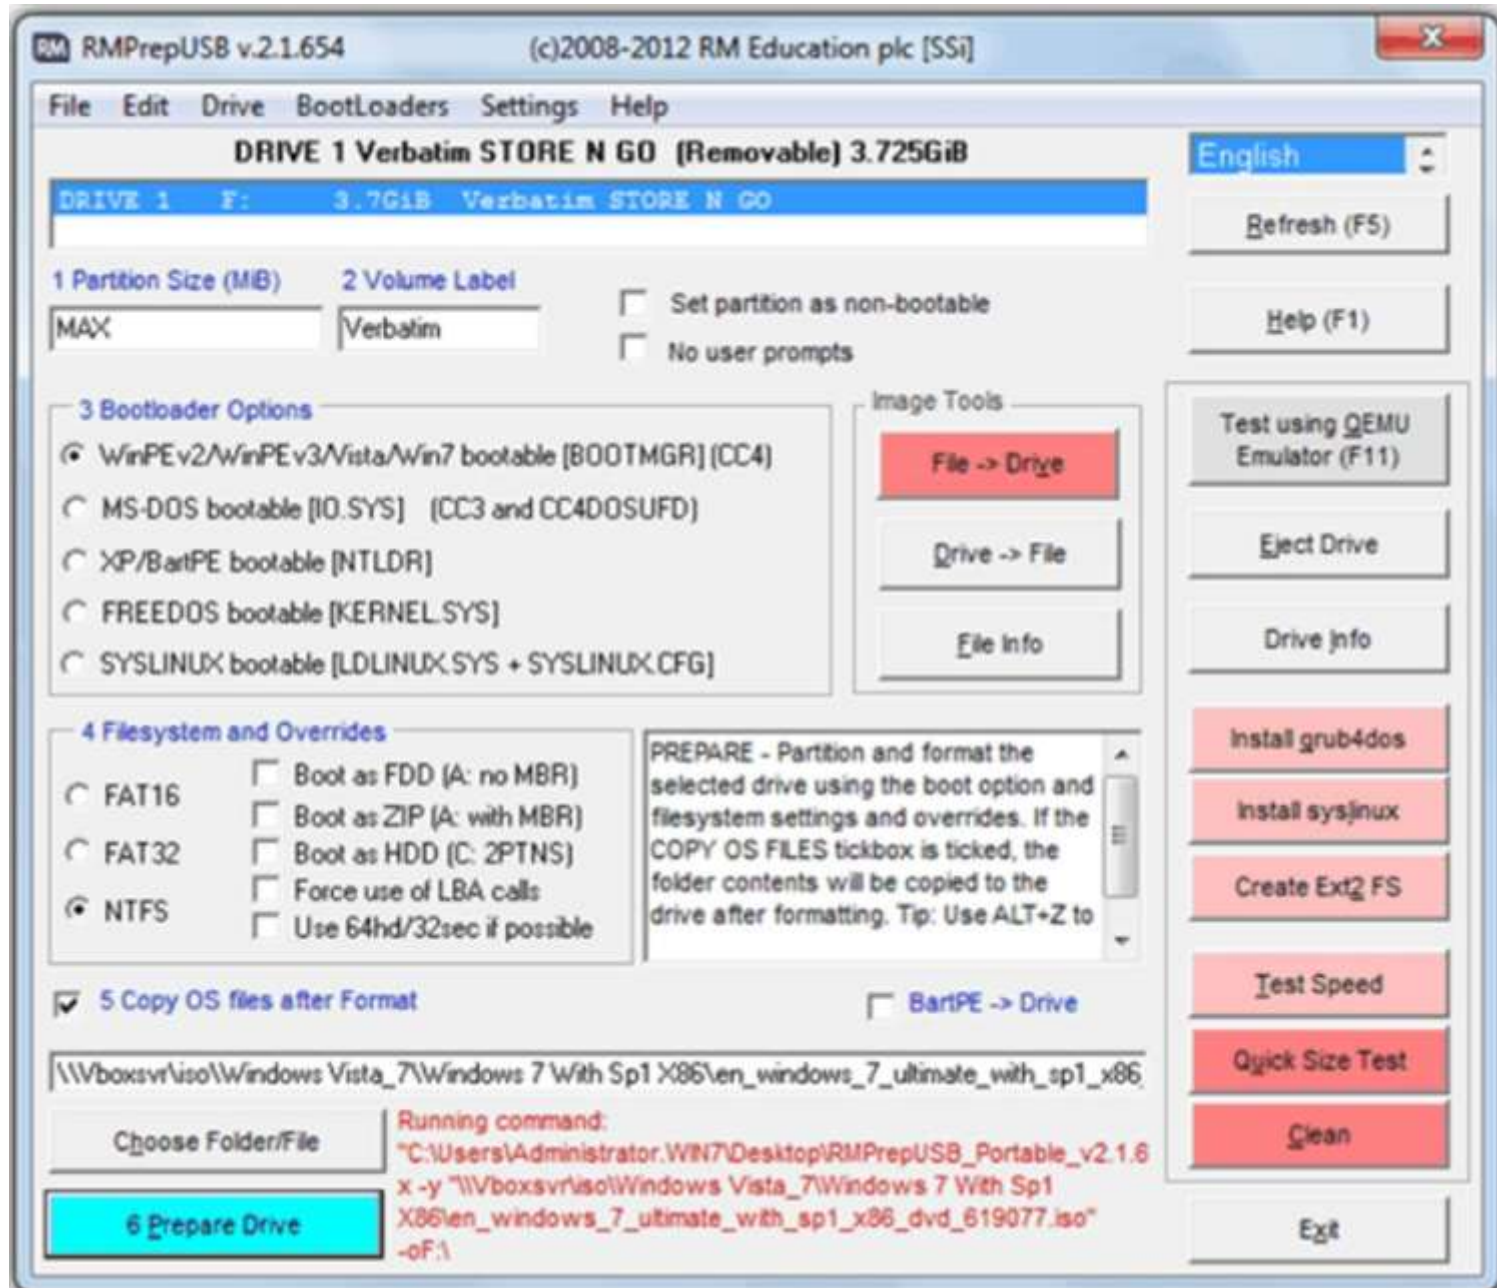 RMPrepUSB v.2.1.654 (c)2008-2012 RM Education plc [SSi]
File Edit Drive BootLoaders Settings Help
DRIVE 1 Verbatim STORE N GO (Removable) 3.725GiB
English
DRIVE 1 F: 3.7GiB Verbatim STORE N GO
Refresh (F5)
1 Partition Size (MiB) 2 Volume Label
MAX Verbatim
Set partition as non-bootable
No user prompts
Help (F1)
3 Bootloader Options
WinPEv2/WinPEv3/Vista/Win7 bootable [BOOTMGR] (CC4)
MS-DOS bootable [IO.SYS] (CC3 and CC4DOSUFD)
XP/BartPE bootable [NTLDR]
FREEDOS bootable [KERNEL.SYS]
SYSLINUX bootable [LDLINUX.SYS + SYSLINUX.CFG]
Image Tools
File -> Drive
Drive -> File
File Info
Test using QEMU
Emulator (F11)
Eject Drive
Drive Info
4 Filesystem and Overrides
FAT16
FAT32
NTFS
Boot as FDD (A: no MBR)
Boot as ZIP (A: with MBR)
Boot as HDD (C: 2PTNS)
Force use of LBA calls
Use 64hd/32sec if possible
PREPARE - Partition and format the
selected drive using the boot option and
filesystem settings and overrides. If the
COPY OS FILES tickbox is ticked, the
folder contents will be copied to the
drive after formatting. Tip: Use ALT+Z to
Install grub4dos
Install syslinux
Create Ext2 FS
Test Speed
Quick Size Test
Clean
5 Copy OS files after Format
BartPE -> Drive
\\Vboxsvr\iso\Windows Vista_7\Windows 7 With Sp1 X86\en_windows_7_ultimate_with_sp1_x86_
Choose Folder/File
6 Prepare Drive
Running command:
"C:\Users\Administrator.WIN7\Desktop\RMPrepUSB_Portable_v2.1.6
x -y "\\Vboxsvr\iso\Windows Vista_7\Windows 7 With Sp1
X86\en_windows_7_ultimate_with_sp1_x86_dvd_619077.iso"
-oF:\
Exit